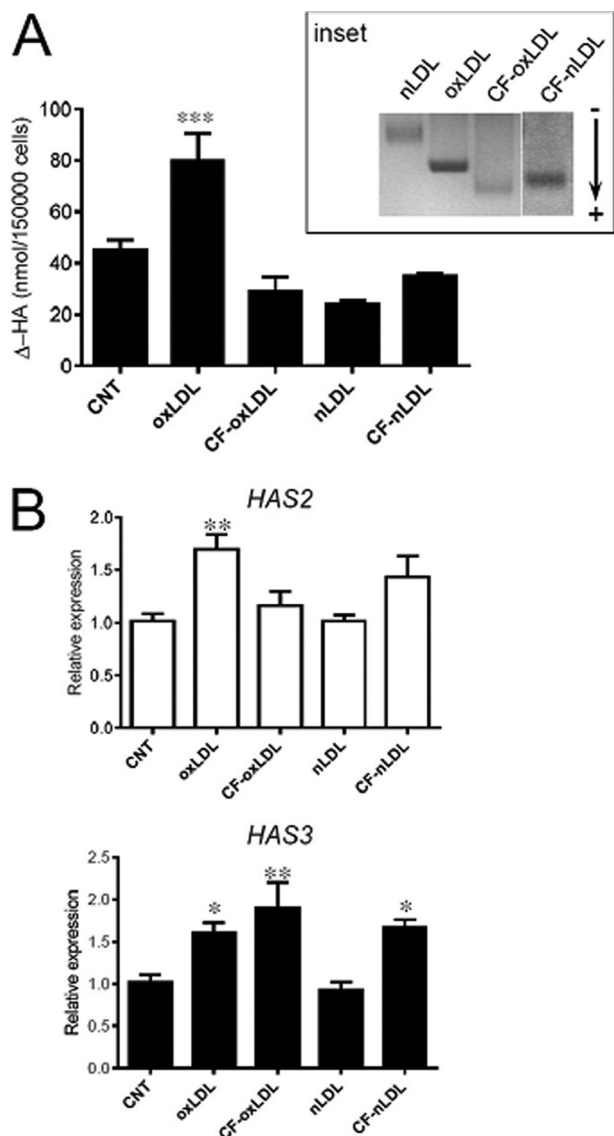 A
inset
nLDL
oxLDL
CF-oxLDL
CF-nLDL
-
+
Δ–HA (nmol/150000 cells)
100
80
60
40
20
0
***
CNT
oxLDL
CF-oxLDL
nLDL
CF-nLDL
B
HAS2
Relative expression
2.0
1.5
1.0
0.5
0.0
**
CNT
oxLDL
CF-oxLDL
nLDL
CF-nLDL
HAS3
Relative expression
2.5
2.0
1.5
1.0
0.5
0.0
*
**
*
CNT
oxLDL
CF-oxLDL
nLDL
CF-nLDL